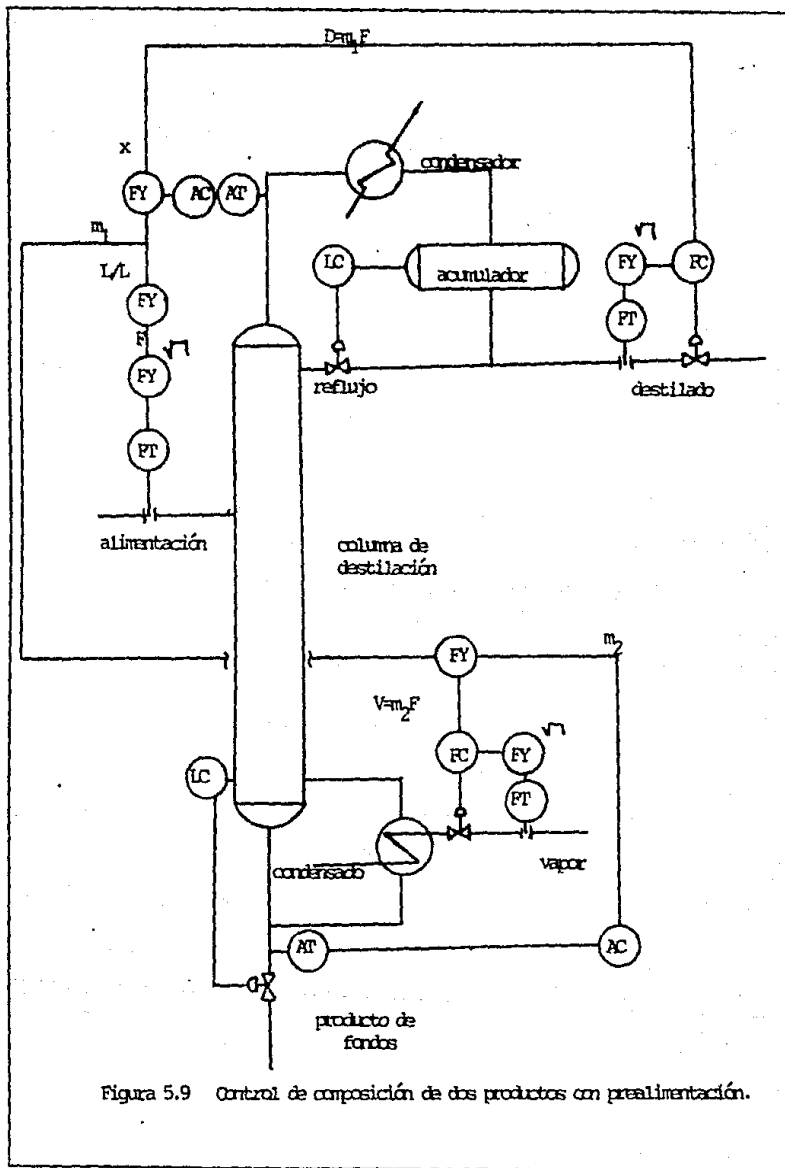 D=m₁F
x
condensador
FY AC AT
m₁
LC
acumulador
√ FY FC
L/L
FY
FT
F
FY √
reflujo
destilado
FT
alimentación
columna de
destilación
m₂
FY
V=m₂F
LC
FC FY √
FT
condensado
vapor
AT AC
producto de
fondos
Figura 5.9 Control de composición de dos productos con prealimentación.